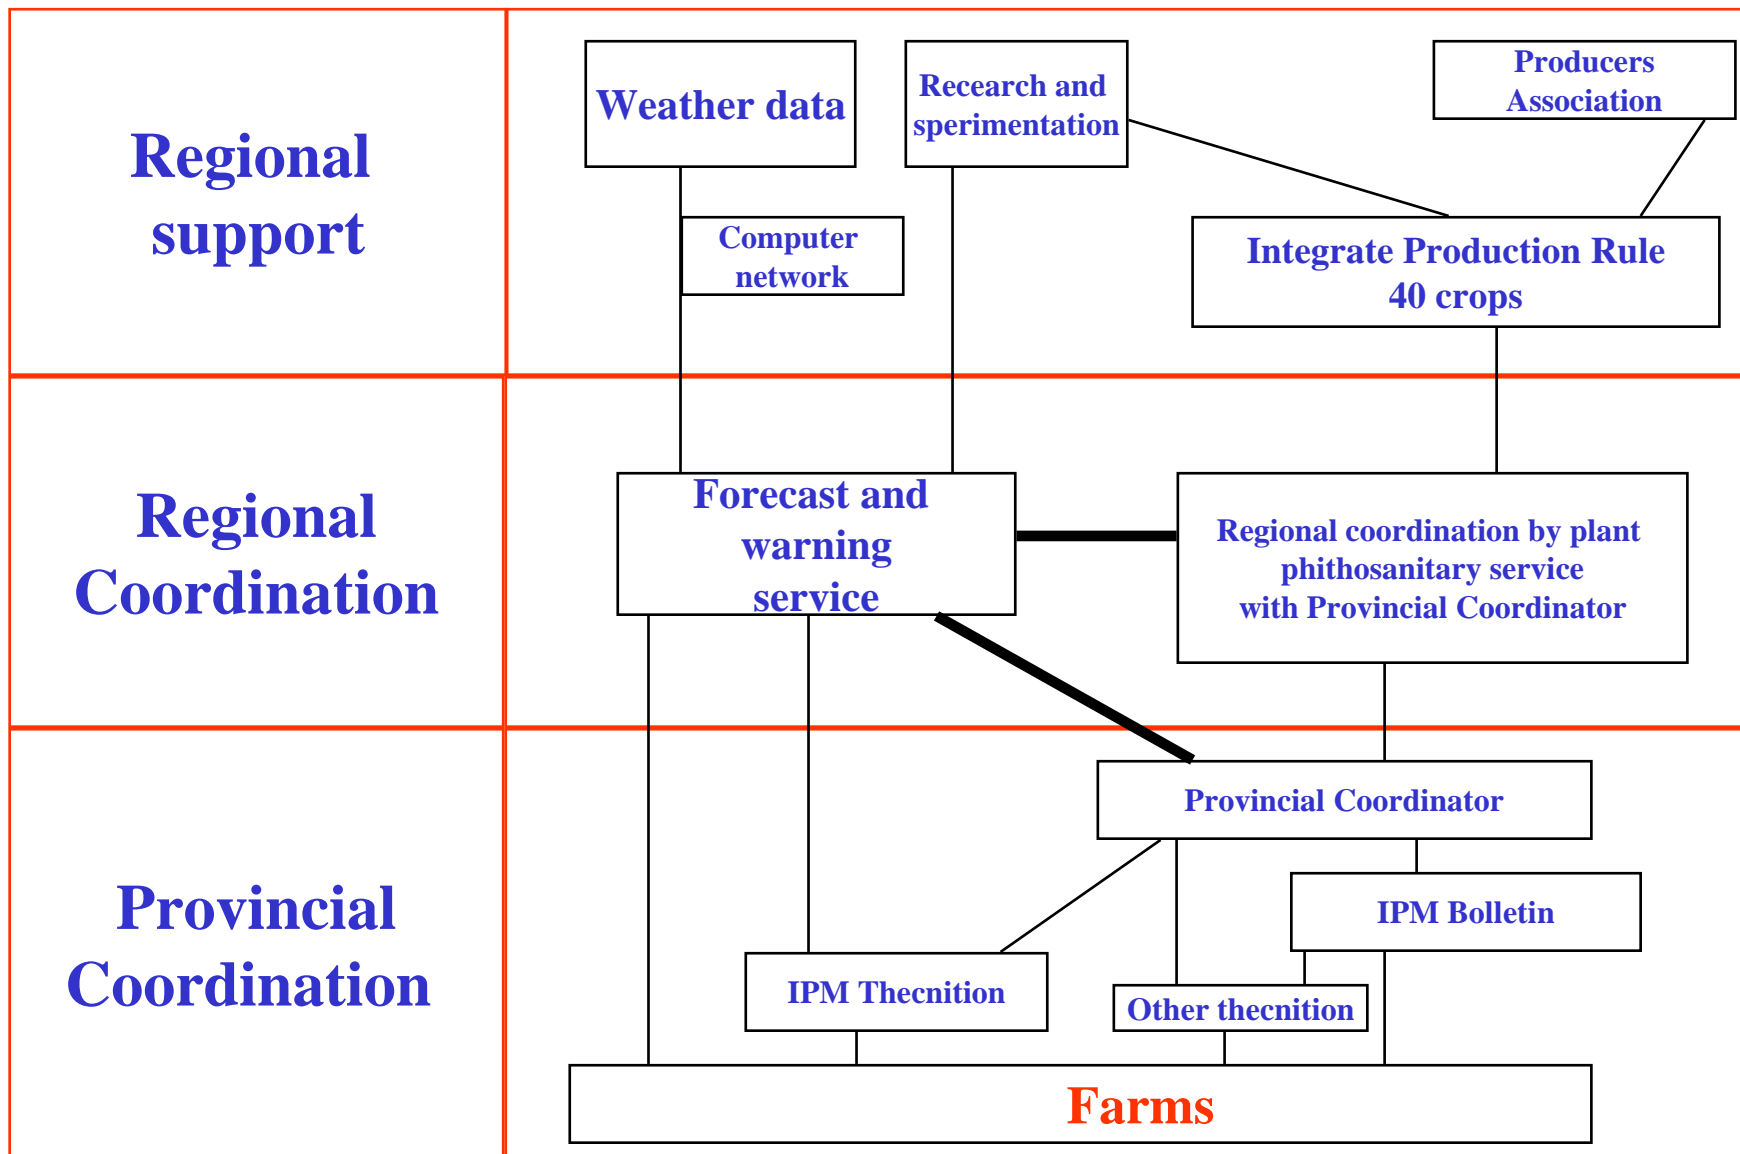 Regional
support
Weather data
Recearch and
sperimentation
Producers
Association
Computer
network
Integrate Production Rule
40 crops
Regional
Coordination
Forecast and
warning
service
Regional coordination by plant
phithosanitary service
with Provincial Coordinator
Provincial
Coordination
Provincial Coordinator
IPM Bolletin
IPM Thecnition
Other thecnition
Farms